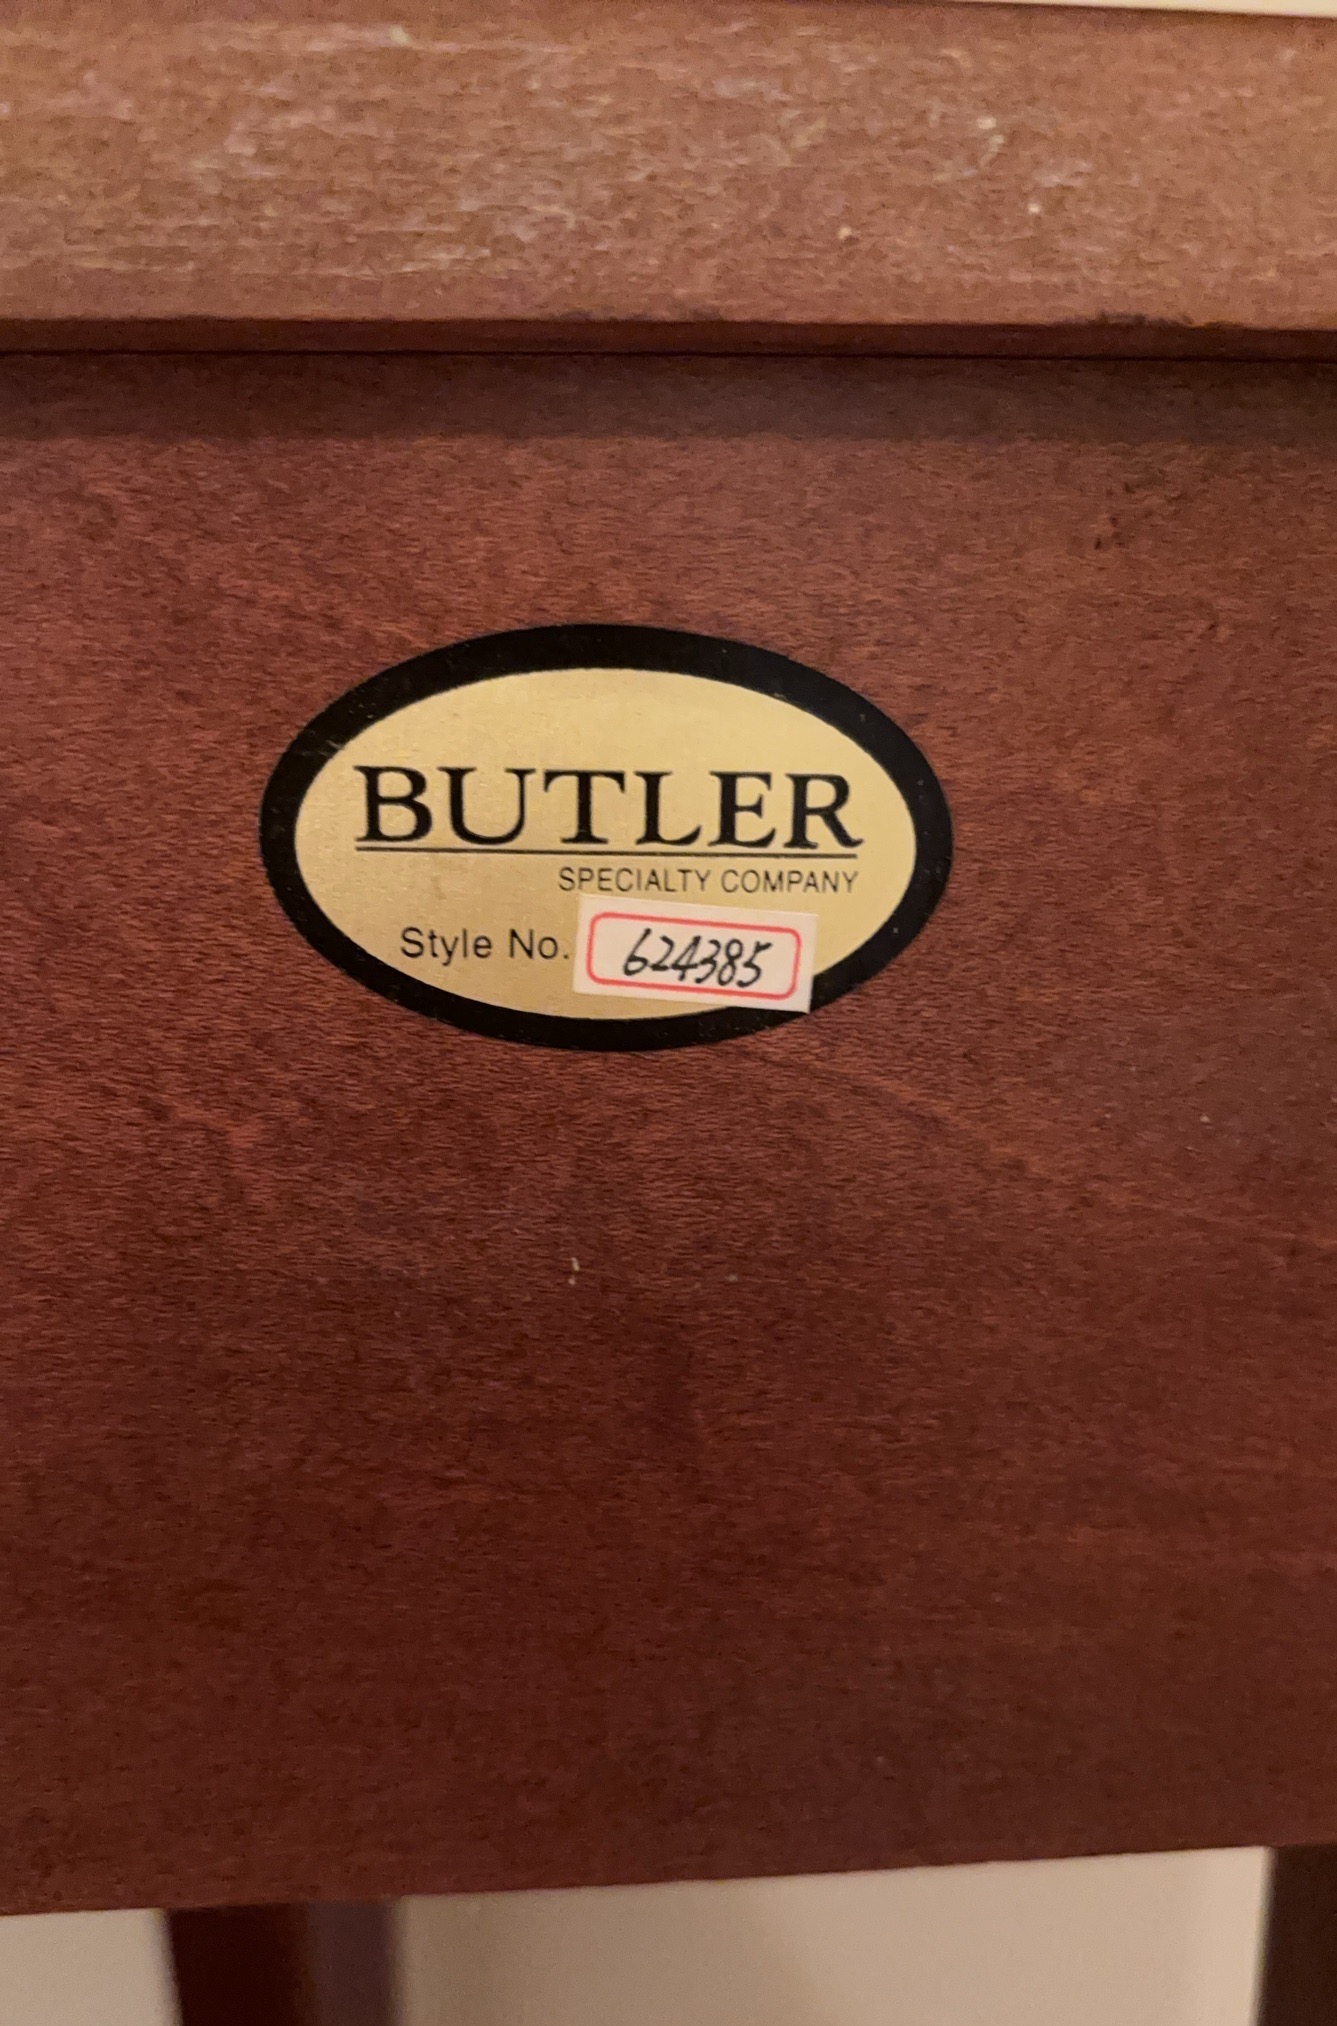 BUTLER
SPECIALTY COMPANY
Style No. 624385